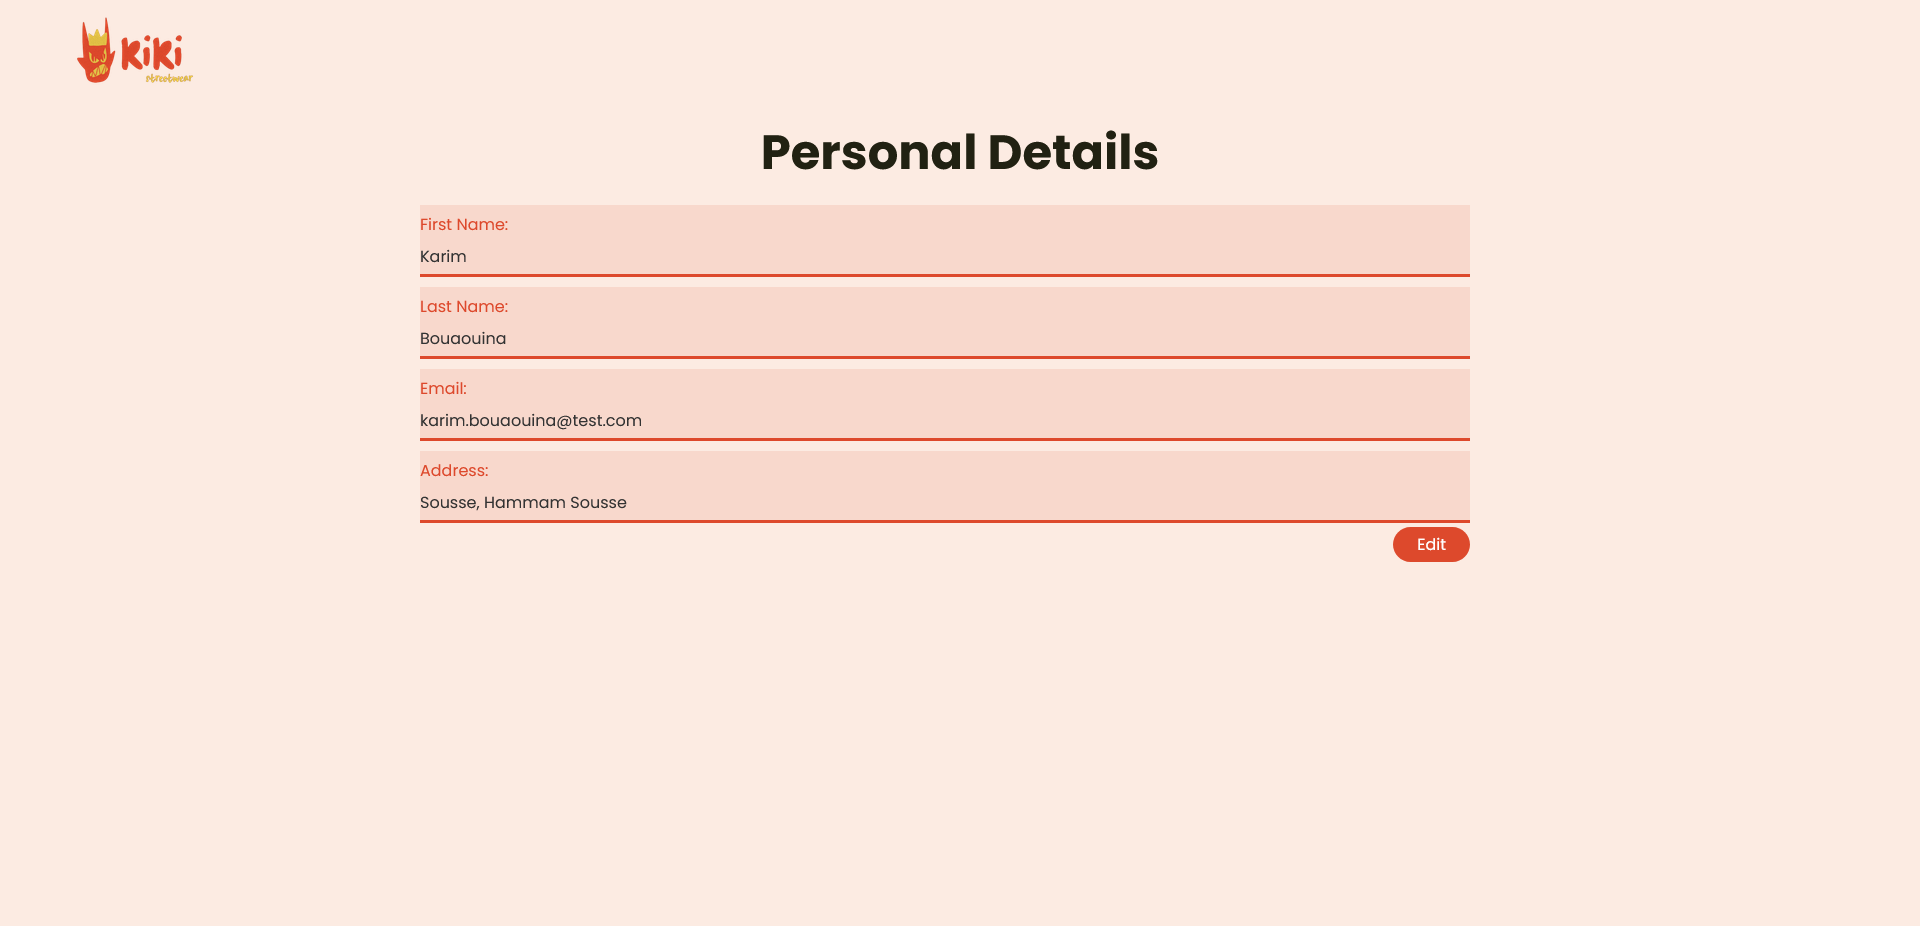 Kiki
streetwear
Personal Details
First Name:
Karim
Last Name:
Bouaouina
Email:
karim.bouaouina@test.com
Address:
Sousse, Hammam Sousse
Edit